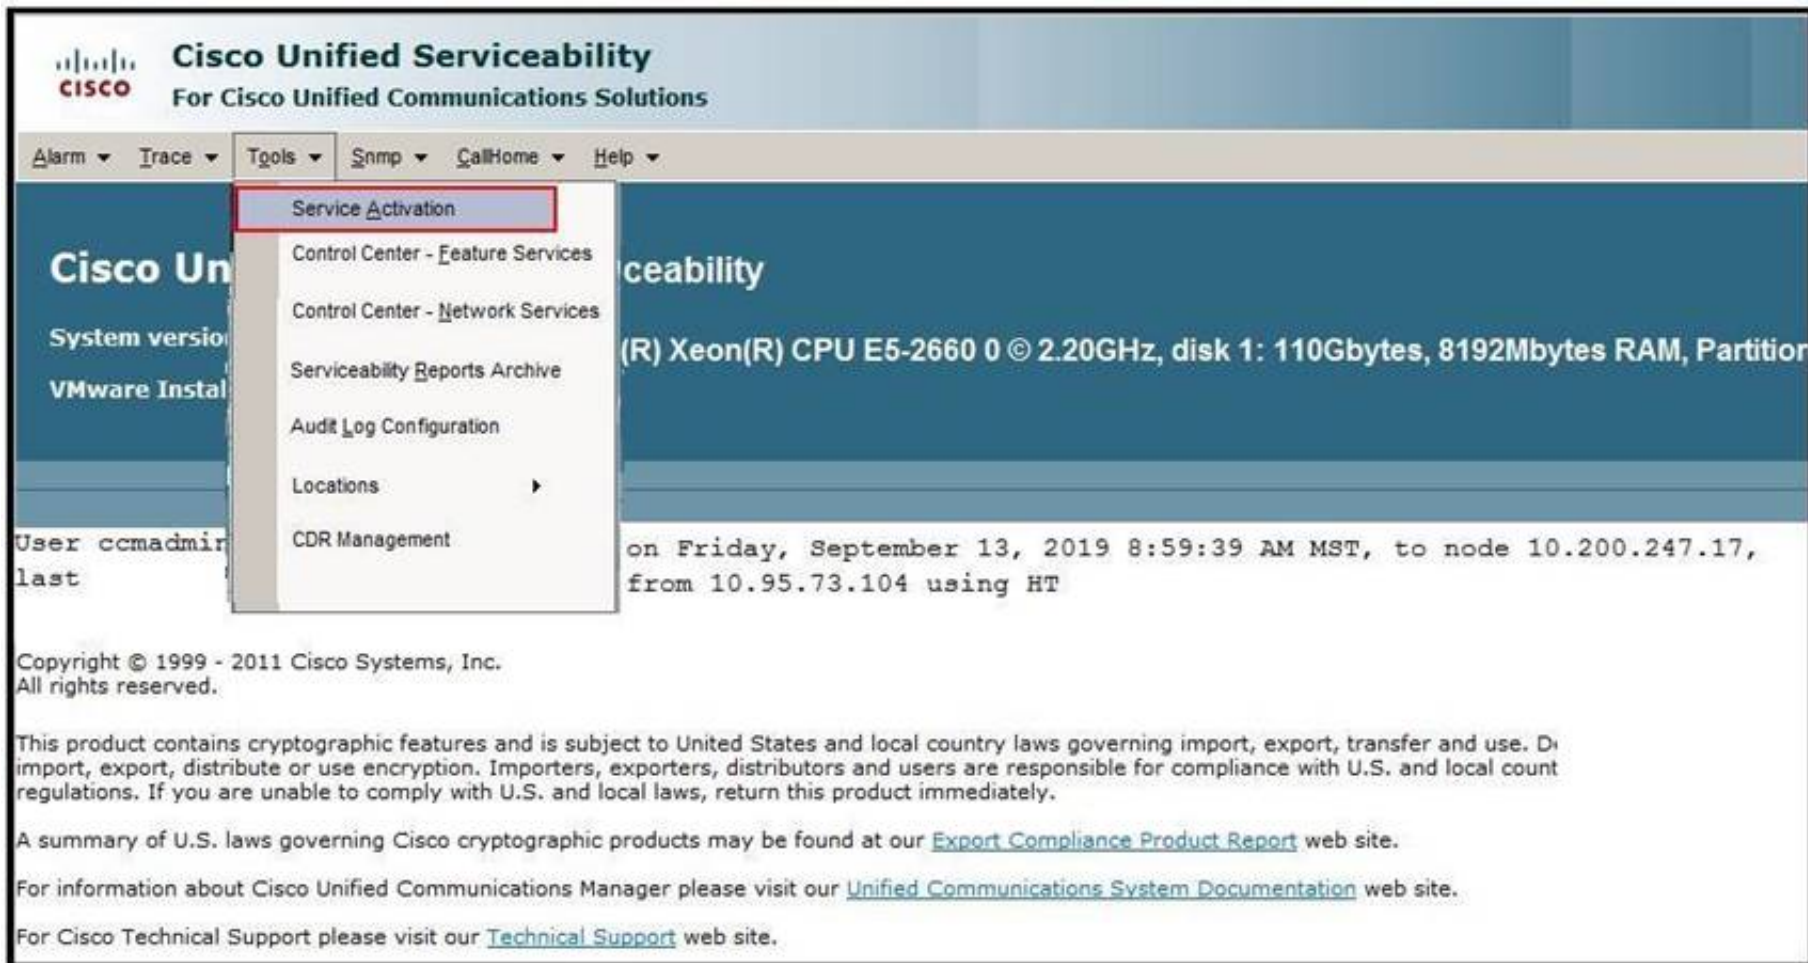 CISCO
Cisco Unified Serviceability
For Cisco Unified Communications Solutions
Alarm Trace Tools Snmp CallHome Help
Service Activation
Control Center - Feature Services
Control Center - Network Services
Serviceability Reports Archive
Audit Log Configuration
Locations
CDR Management
Cisco Un ceability
System versio (R) Xeon(R) CPU E5-2660 0 © 2.20GHz, disk 1: 110Gbytes, 8192Mbytes RAM, Partition
VMware Instal
User ccmadmin on Friday, September 13, 2019 8:59:39 AM MST, to node 10.200.247.17,
last from 10.95.73.104 using HT
Copyright © 1999 - 2011 Cisco Systems, Inc.
All rights reserved.
This product contains cryptographic features and is subject to United States and local country laws governing import, export, transfer and use. De
import, export, distribute or use encryption. Importers, exporters, distributors and users are responsible for compliance with U.S. and local count
regulations. If you are unable to comply with U.S. and local laws, return this product immediately.
A summary of U.S. laws governing Cisco cryptographic products may be found at our Export Compliance Product Report web site.
For information about Cisco Unified Communications Manager please visit our Unified Communications System Documentation web site.
For Cisco Technical Support please visit our Technical Support web site.